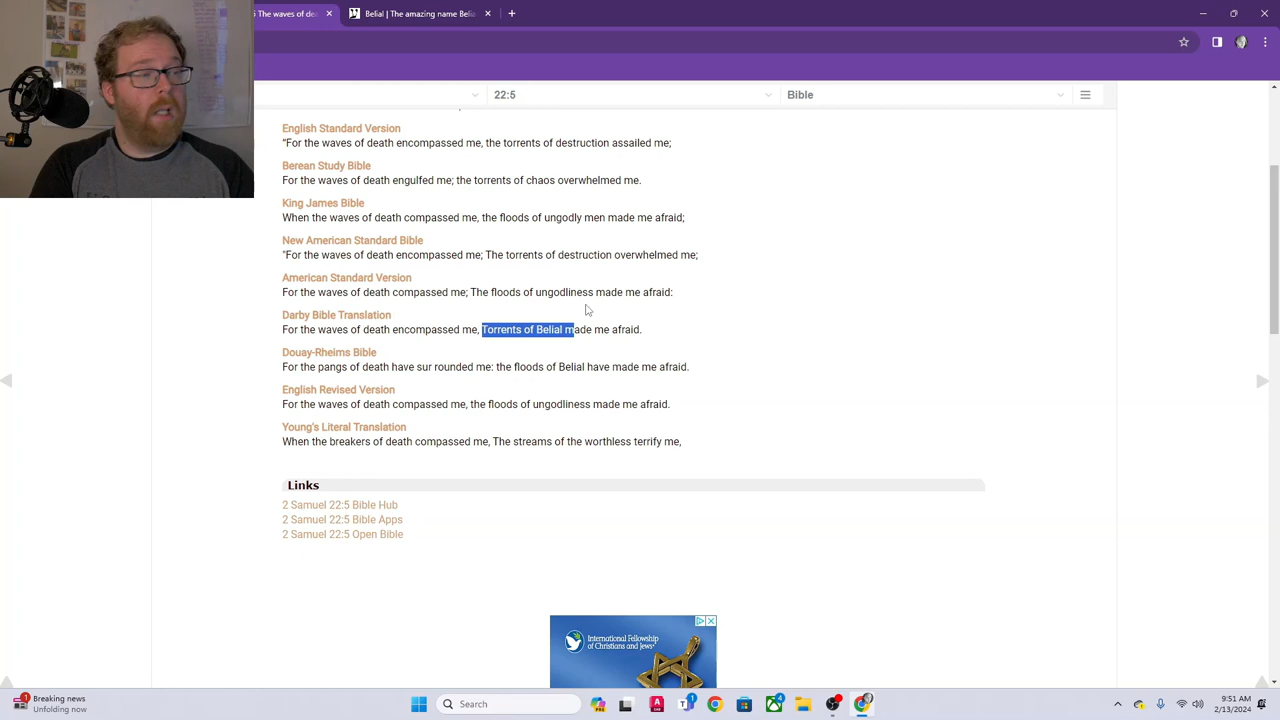 5 The waves of de
Belial | The amazing name Bel
22:5
Bible
English Standard Version
“For the waves of death encompassed me, the torrents of destruction assailed me;
Berean Study Bible
For the waves of death engulfed me; the torrents of chaos overwhelmed me.
King James Bible
When the waves of death compassed me, the floods of ungodly men made me afraid;
New American Standard Bible
"For the waves of death encompassed me; The torrents of destruction overwhelmed me;
American Standard Version
For the waves of death compassed me; The floods of ungodliness made me afraid:
Darby Bible Translation
For the waves of death encompassed me, Torrents of Belial made me afraid.
Douay-Rheims Bible
For the pangs of death have sur rounded me: the floods of Belial have made me afraid.
English Revised Version
For the waves of death compassed me, the floods of ungodliness made me afraid.
Young's Literal Translation
When the breakers of death compassed me, The streams of the worthless terrify me,
Links
2 Samuel 22:5 Bible Hub
2 Samuel 22:5 Bible Apps
2 Samuel 22:5 Open Bible
International Fellowship
of Christians and Jews
1
Breaking news
Unfolding now
Search
1
4
9:51 AM
2/13/2024